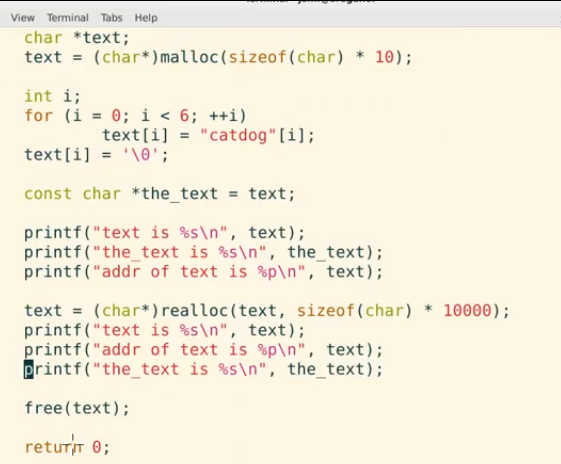 View Terminal Tabs Help
char *text;
text = (char*)malloc(sizeof(char) * 10);
int i;
for (i = 0; i < 6; ++i)
text[i] = "catdog"[i];
text[i] = '\0';
const char *the_text = text;
printf("text is %s\n", text);
printf("the_text is %s\n", the_text);
printf("addr of text is %p\n", text);
text = (char*)realloc(text, sizeof(char) * 10000);
printf("text is %s\n", text);
printf("addr of text is %p\n", text);
printf("the_text is %s\n", the_text);
free(text);
return 0;